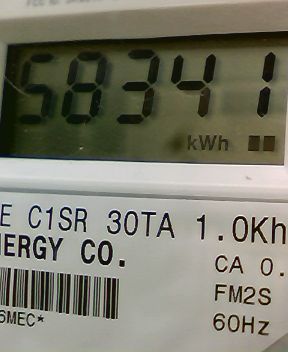 58341
kWh
E C1SR 30TA 1.0Kh
NERGY CO.
CA 0.
FM2S
6MEC*
60Hz